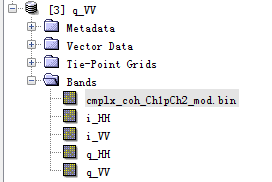 [3] q_VV
Metadata
Vector Data
Tie-Point Grids
Bands
cmplx_coh_Ch1pCh2_mod.bin
i_HH
i_VV
q_HH
q_VV